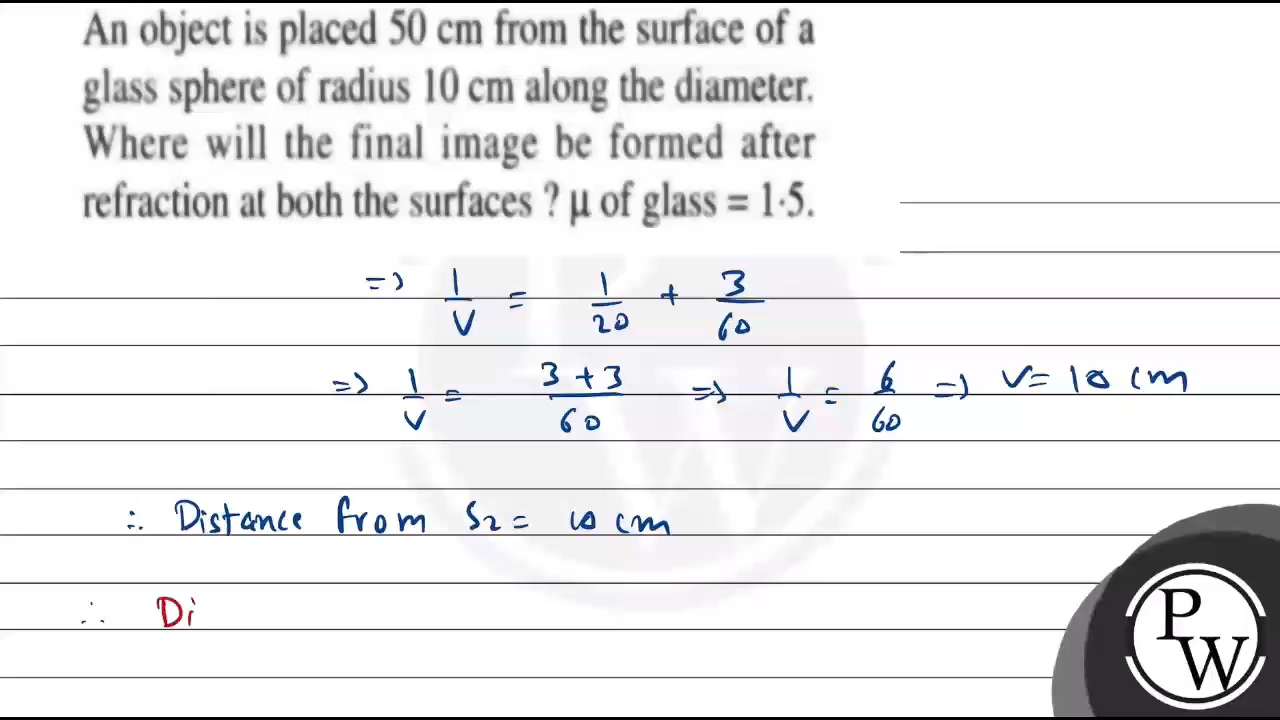 An object is placed 50 cm from the surface of a
glass sphere of radius 10 cm along the diameter.
Where will the final image be formed after
refraction at both the surfaces ? μ of glass = 1·5.
=> 1/V = 1/20 + 3/60
=> 1/V = 3+3/60 => 1/V = 6/60 => V = 10 cm
∴ Distance from S2 = 10 cm
∴ Di
P
W